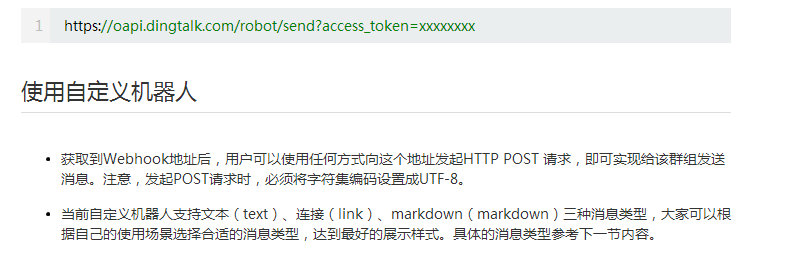 1 https://oapi.dingtalk.com/robot/send?access_token=xxxxxxxx
使用自定义机器人
• 获取到Webhook地址后，用户可以使用任何方式向这个地址发起HTTP POST 请求，即可实现给该群组发送
消息。注意，发起POST请求时，必须将字符集编码设置成UTF-8。
• 当前自定义机器人支持文本（text）、连接（link）、markdown（markdown）三种消息类型，大家可以根
据自己的使用场景选择合适的消息类型，达到最好的展示样式。具体的消息类型参考下一节内容。